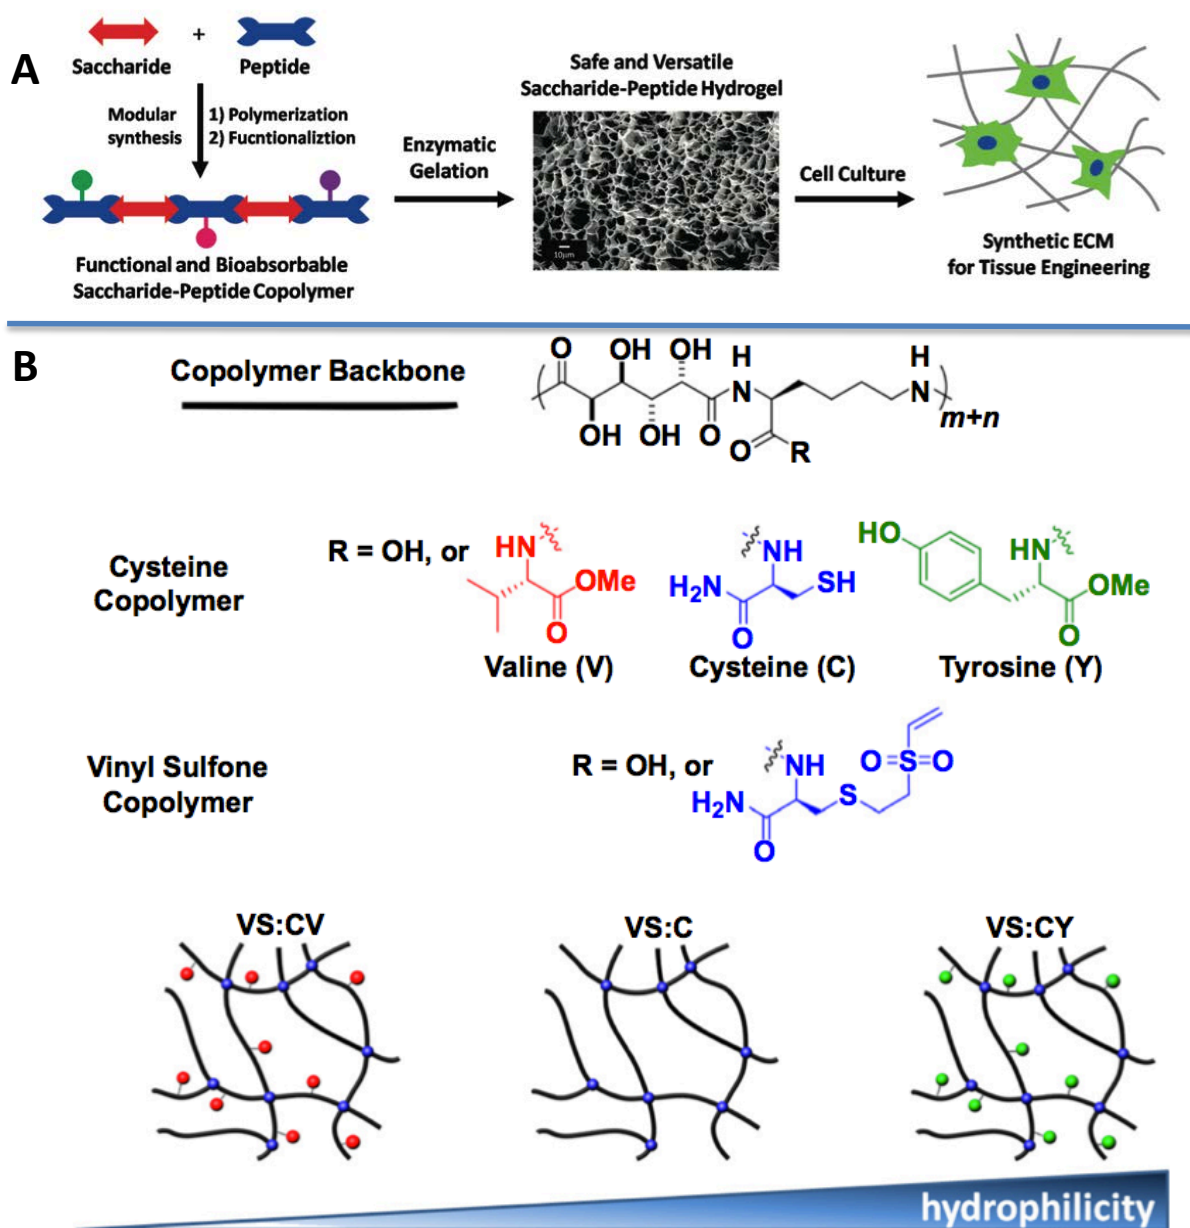 A
Saccharide
+
Peptide
Modular
synthesis
1) Polymerization
2) Fucntionaliztion
Functional and Bioabsorbable
Saccharide-Peptide Copolymer
Enzymatic
Gelation
Safe and Versatile
Saccharide-Peptide Hydrogel
10μm
Cell Culture
Synthetic ECM
for Tissue Engineering
B
Copolymer Backbone
O OH OH H H
N N
OH OH O
O R
m+n
Cysteine
Copolymer
R = OH, or
HN
OMe
O
Valine (V)
NH
H2N SH
O
Cysteine (C)
HO
HN
OMe
O
Tyrosine (Y)
Vinyl Sulfone
Copolymer
R = OH, or
NH
O=S=O
H2N S
O
VS:CV
VS:C
VS:CY
hydrophilicity